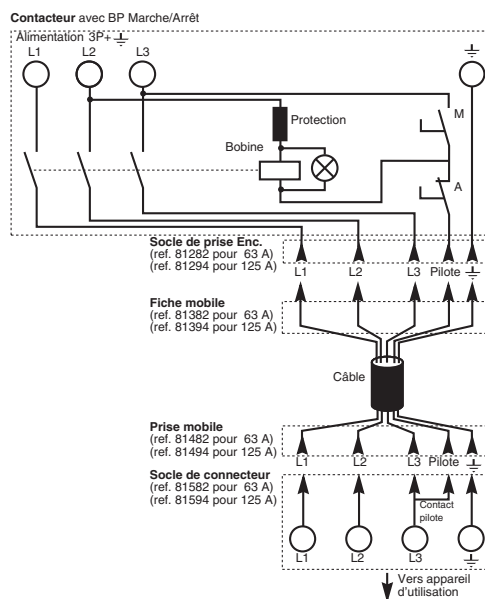 Contacteur avec BP Marche/Arrêt
Alimentation 3P+
L1 L2 L3
M
Protection
Bobine
A
Socle de prise Enc.
(ref. 81282 pour 63 A)
(ref. 81294 pour 125 A)
L1 L2 L3 Pilote
Fiche mobile
(ref. 81382 pour 63 A)
(ref. 81394 pour 125 A)
Câble
Prise mobile
(ref. 81482 pour 63 A)
(ref. 81494 pour 125 A)
L1 L2 L3 Pilote
Socle de connecteur
(ref. 81582 pour 63 A)
(ref. 81594 pour 125 A)
Contact
pilote
L1 L2 L3
Vers appareil
d'utilisation